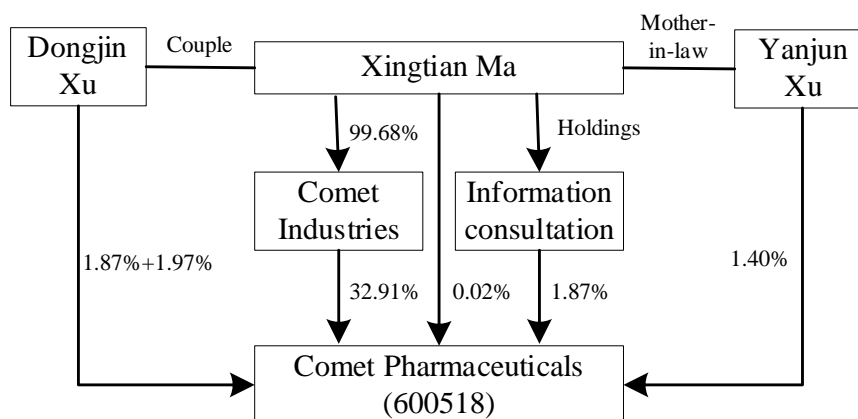 Dongjin
Xu
Couple
Xingtian Ma
Mother-
in-law
Yanjun
Xu
99.68%
Holdings
Comet
Industries
Information
consultation
1.87%+1.97%
32.91%
0.02%
1.87%
1.40%
Comet Pharmaceuticals
(600518)